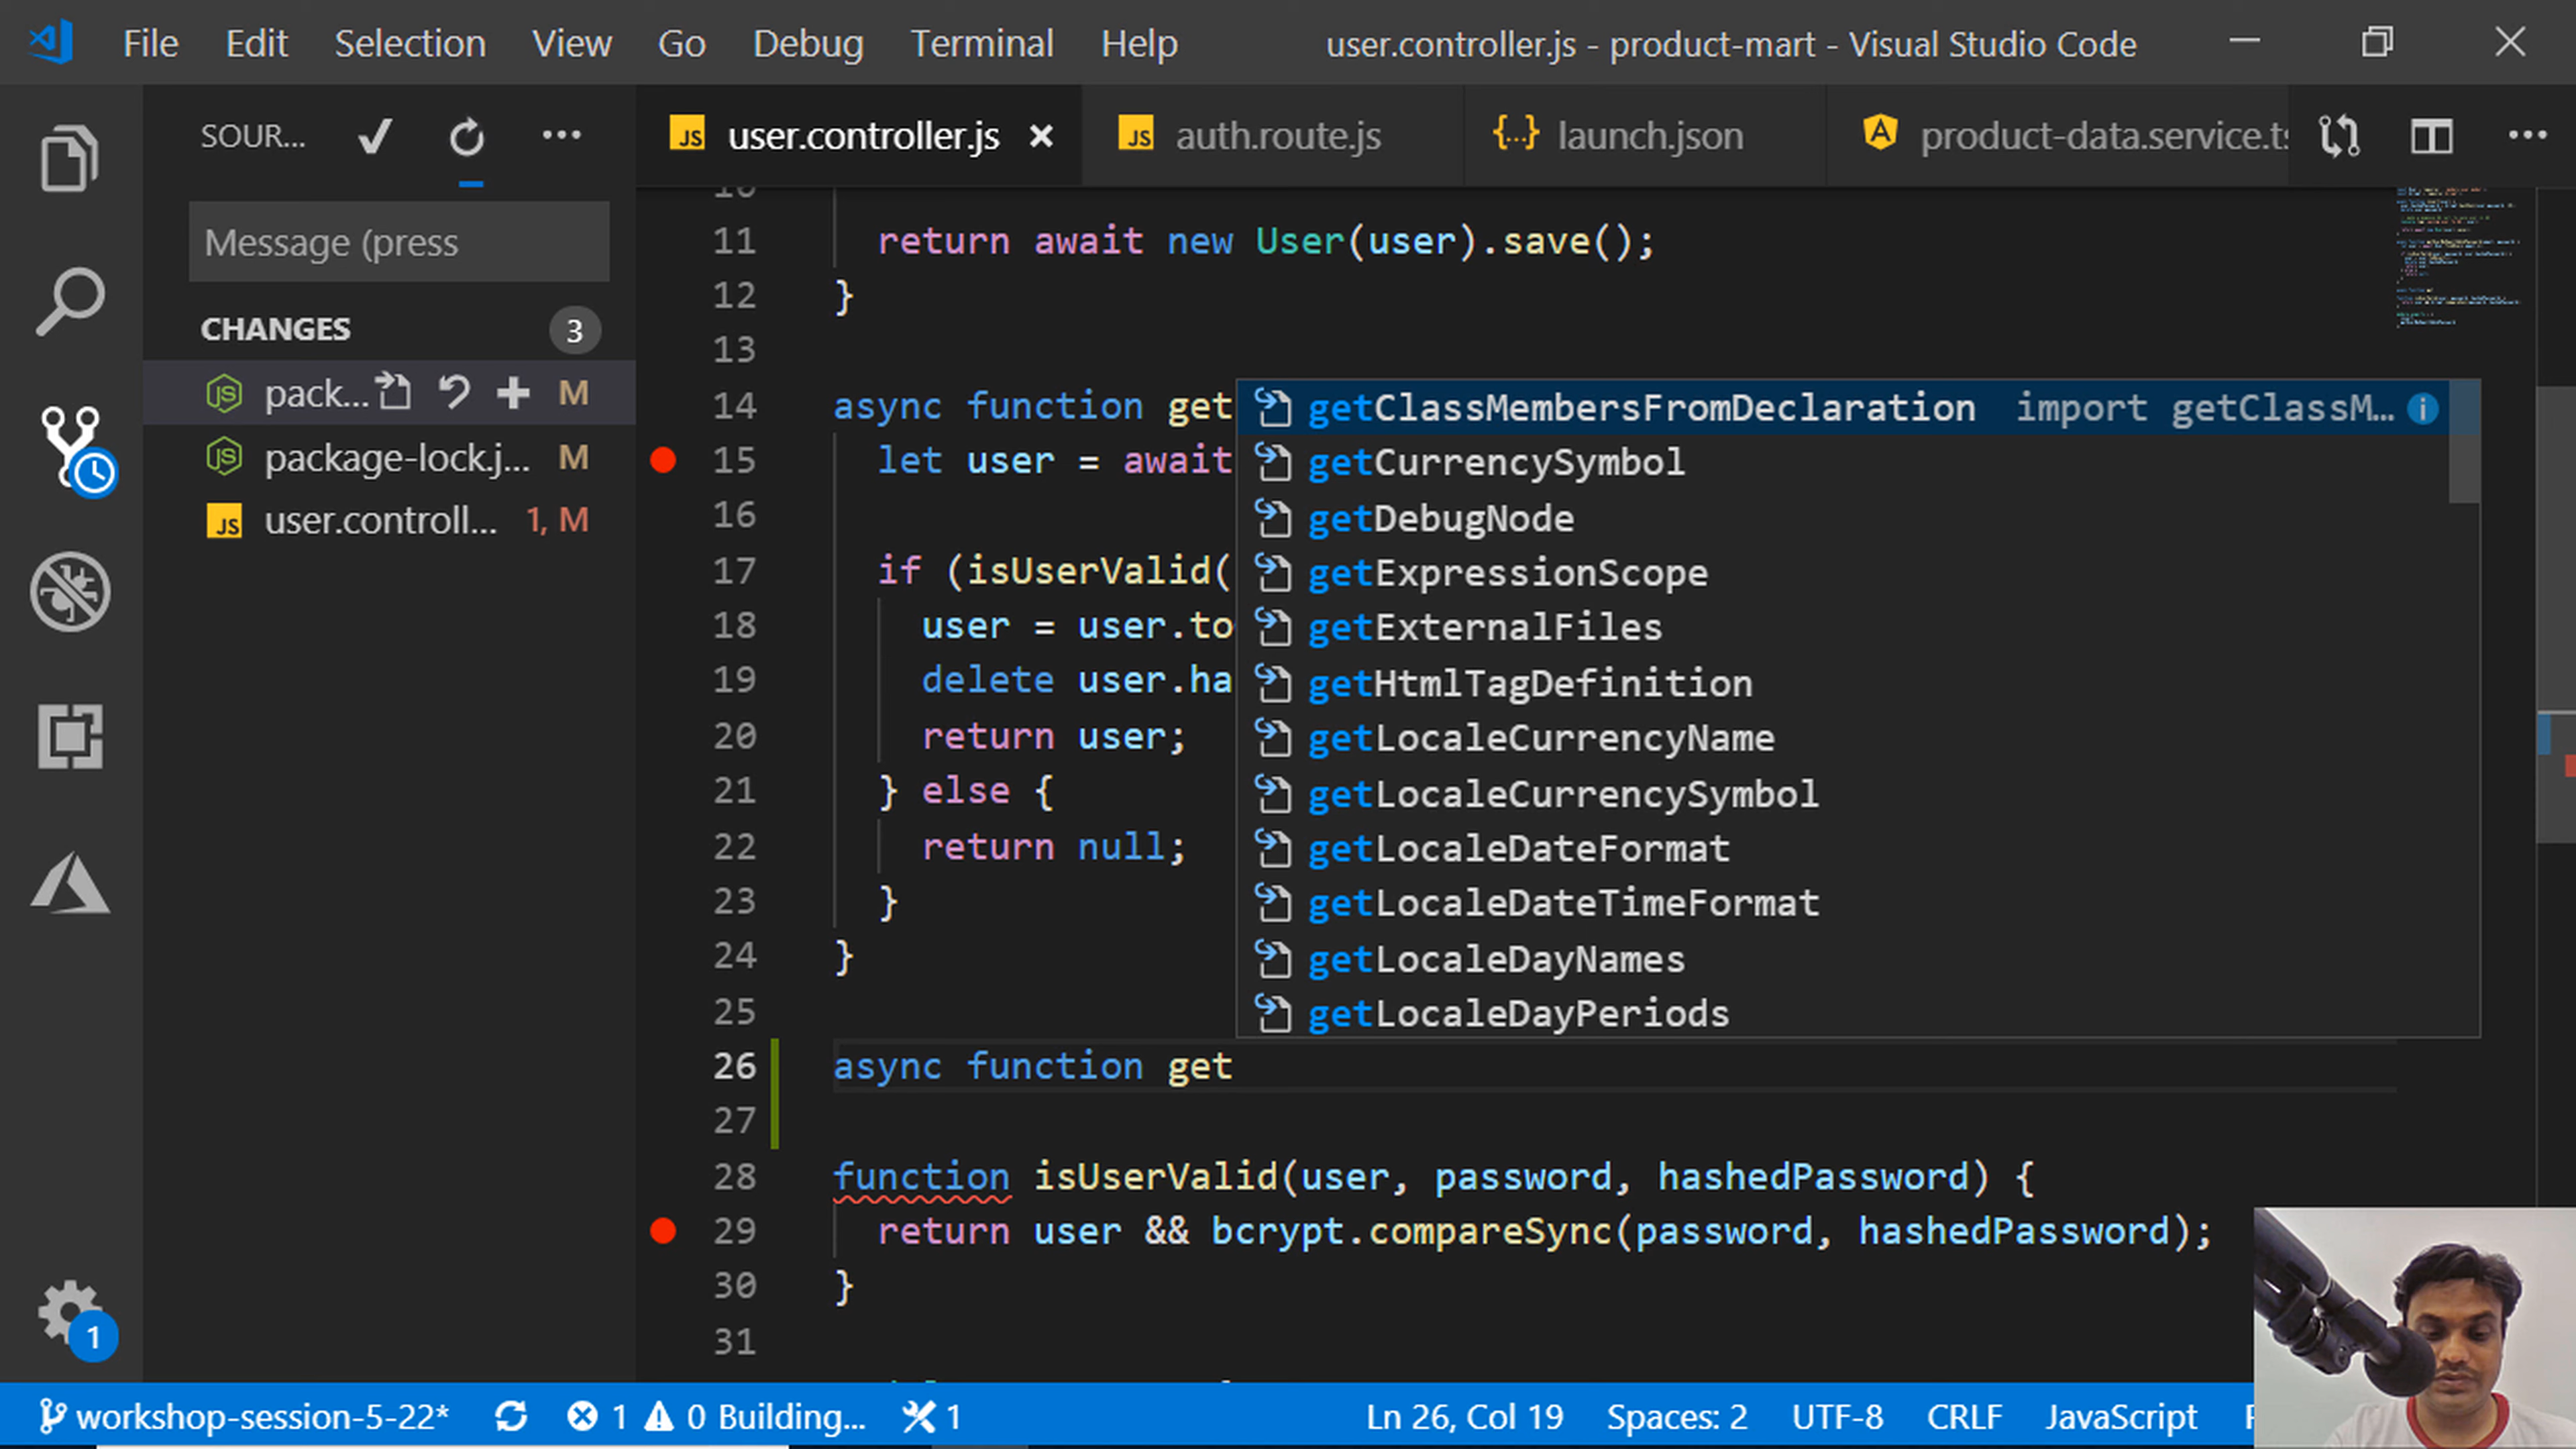 File Edit Selection View Go Debug Terminal Help user.controller.js - product-mart - Visual Studio Code
SOUR...
JS user.controller.js
JS auth.route.js
{...} launch.json
product-data.service.ts
Message (press
CHANGES 3
pack... M
package-lock.j... M
JS user.controll... 1, M
11 return await new User(user).save();
12 }
13
14 async function get
15 let user = await
16
17 if (isUserValid(
18 user = user.to
19 delete user.ha
20 return user;
21 } else {
22 return null;
23 }
24 }
25
26 async function get
27
28 function isUserValid(user, password, hashedPassword) {
29 return user && bcrypt.compareSync(password, hashedPassword);
30 }
31
getClassMembersFromDeclaration import getClassM...
getCurrencySymbol
getDebugNode
getExpressionScope
getExternalFiles
getHtmlTagDefinition
getLocaleCurrencyName
getLocaleCurrencySymbol
getLocaleDateFormat
getLocaleDateTimeFormat
getLocaleDayNames
getLocaleDayPeriods
1
workshop-session-5-22* 1 0 Building... 1 Ln 26, Col 19 Spaces: 2 UTF-8 CRLF JavaScript